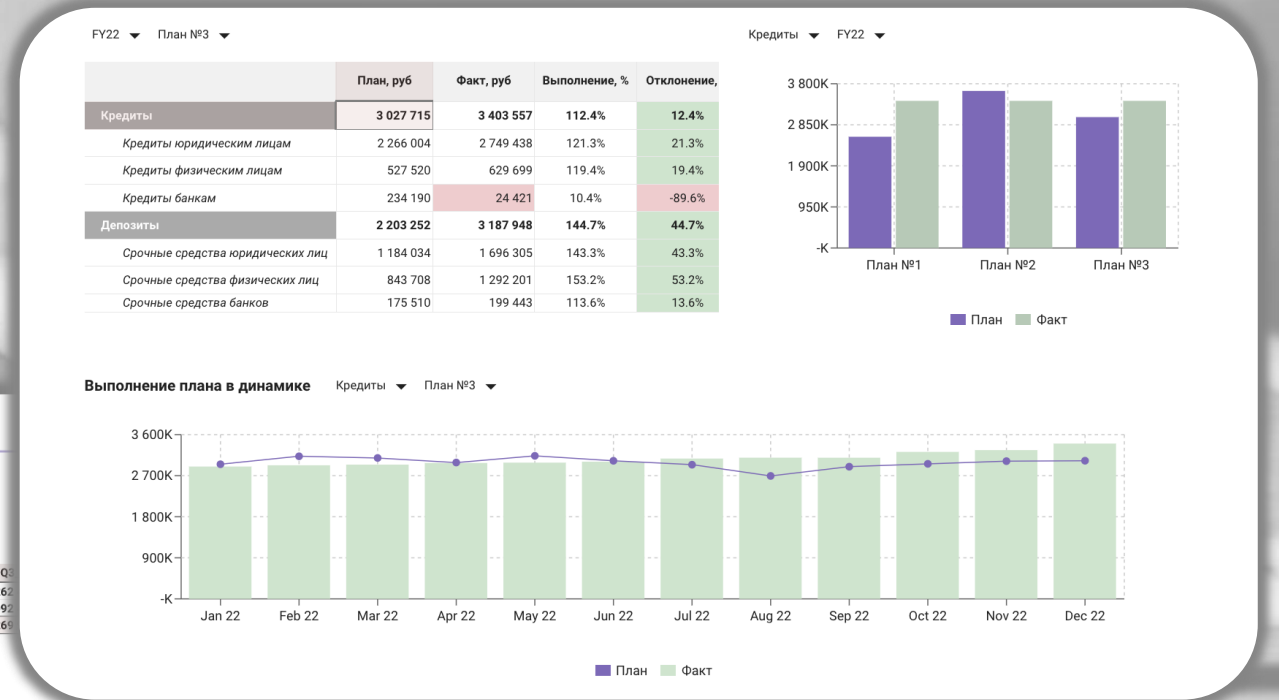 FY22 План №3
План, руб Факт, руб Выполнение, % Отклонение,
Кредиты 3 027 715 3 403 557 112.4% 12.4%
Кредиты юридическим лицам 2 266 004 2 749 438 121.3% 21.3%
Кредиты физическим лицам 527 520 629 699 119.4% 19.4%
Кредиты банкам 234 190 24 421 10.4% -89.6%
Депозиты 2 203 252 3 187 948 144.7% 44.7%
Срочные средства юридических лиц 1 184 034 1 696 305 143.3% 43.3%
Срочные средства физических лиц 843 708 1 292 201 153.2% 53.2%
Срочные средства банков 175 510 199 443 113.6% 13.6%
Кредиты FY22
3 800K
2 850K
1 900K
950K
-K
План №1 План №2 План №3
План Факт
Выполнение плана в динамике Кредиты План №3
3 600K
2 700K
1 800K
900K
-K
Jan 22 Feb 22 Mar 22 Apr 22 May 22 Jun 22 Jul 22 Aug 22 Sep 22 Oct 22 Nov 22 Dec 22
План Факт